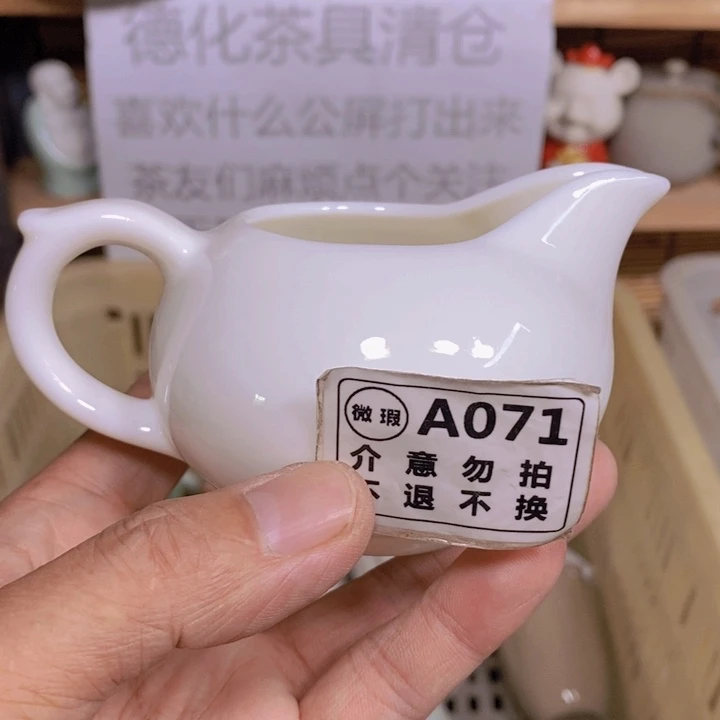 德化茶具清仓
喜欢什么公屏打出来
茶友们麻烦点个关注
微瑕 A071
介意勿拍
不退不换